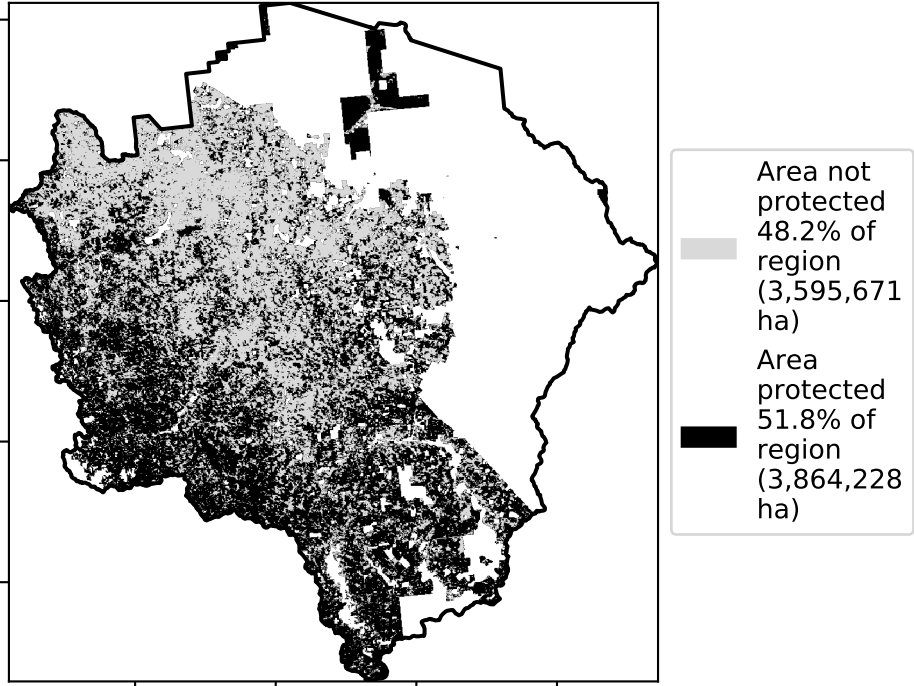 Area not
protected
48.2% of
region
(3,595,671
ha)
Area
protected
51.8% of
region
(3,864,228
ha)